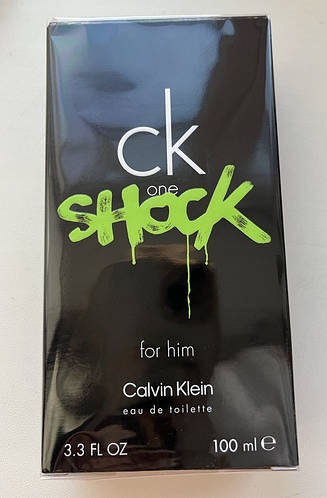 ck
one
SHOCK
for him
Calvin Klein
eau de toilette
3.3 FL OZ 100 ml ℮